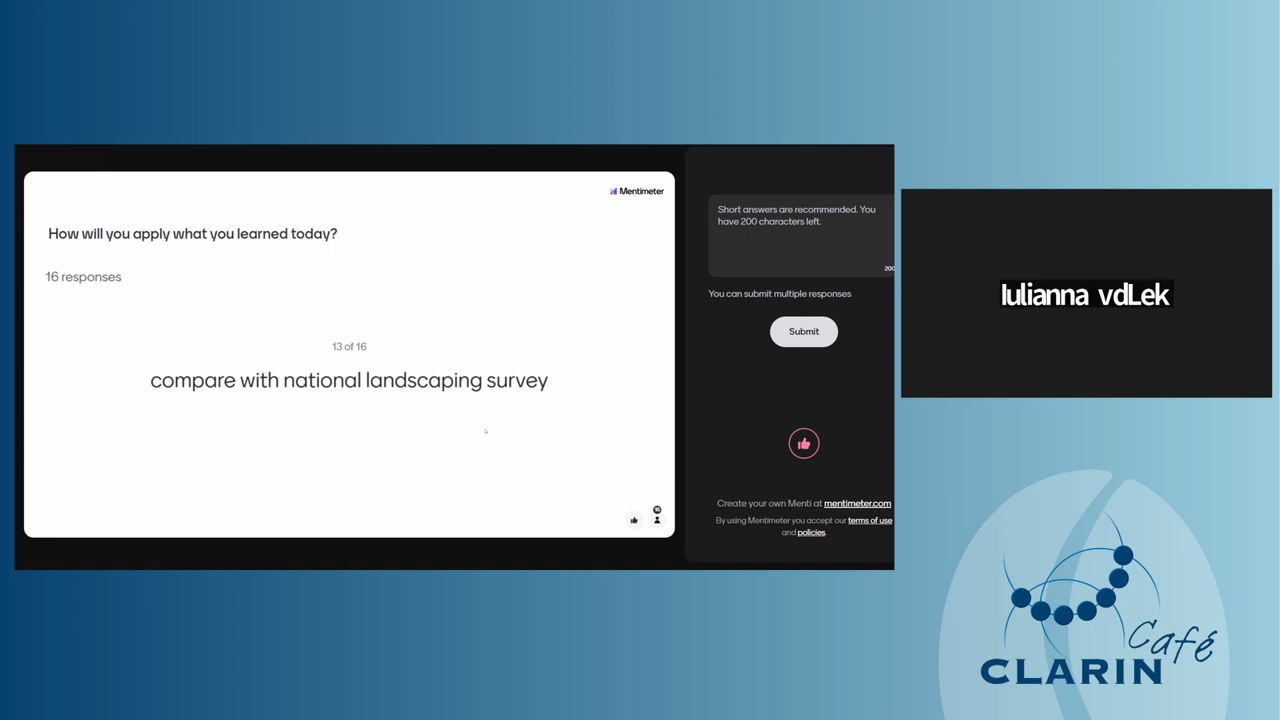 Mentimeter
How will you apply what you learned today?
16 responses
13 of 16
compare with national landscaping survey
Short answers are recommended. You
have 200 characters left.
200
You can submit multiple responses
Submit
Create your own Menti at mentimeter.com
By using Mentimeter you accept our terms of use
and policies.
Iulianna vdLek
Café
CLARIN